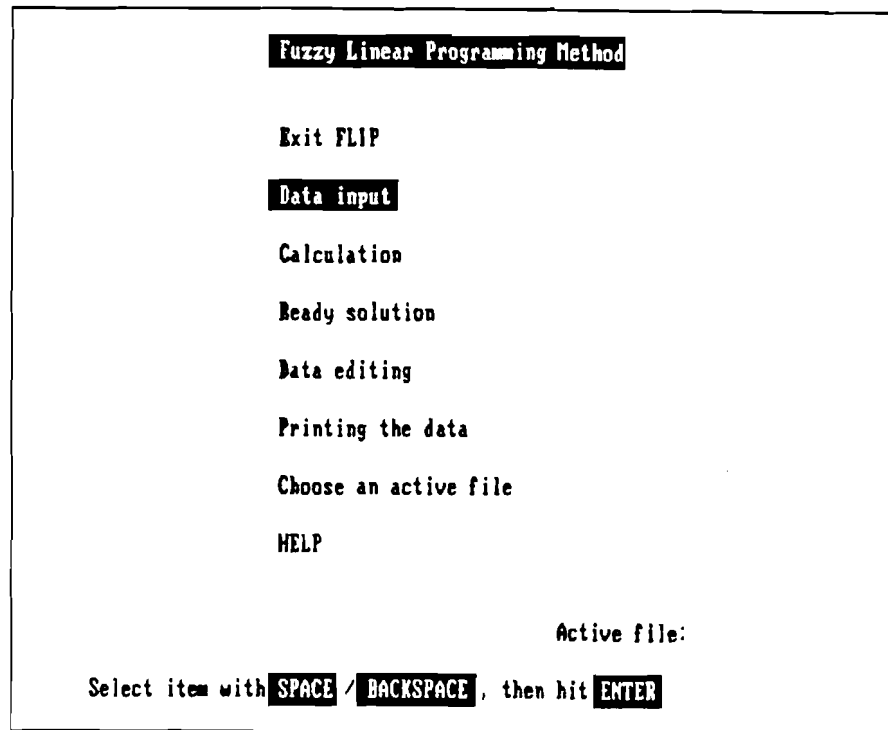 Fuzzy Linear Programming Method
Exit FLIP
Data input
Calculation
Ready solution
Data editing
Printing the data
Choose an active file
HELP
Active file:
Select item with SPACE / BACKSPACE , then hit ENTER